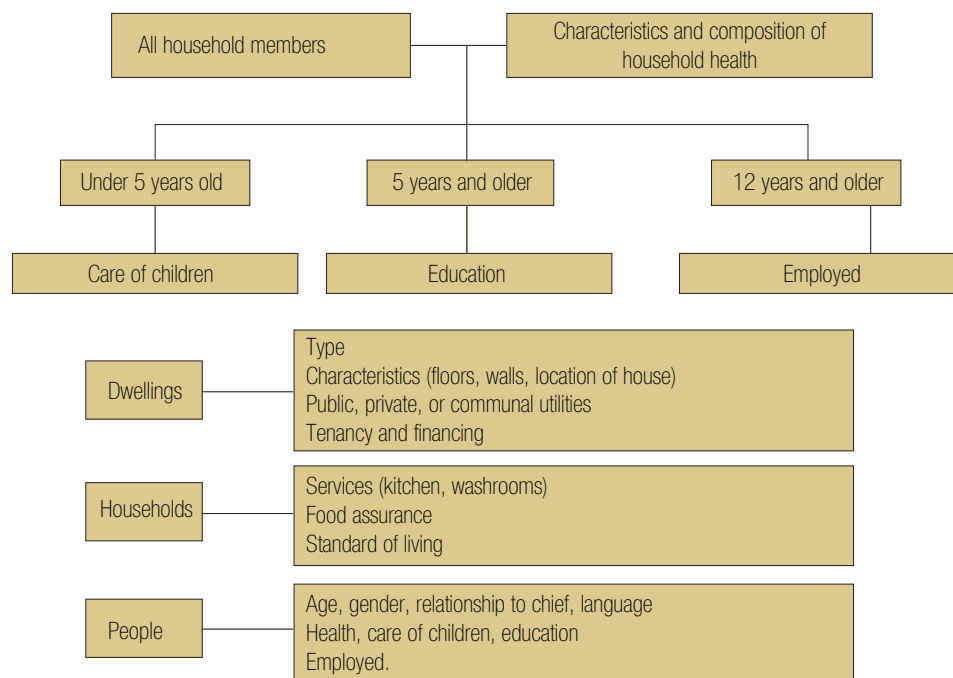 All household members
Characteristics and composition of
household health
Under 5 years old
5 years and older
12 years and older
Care of children
Education
Employed
Dwellings
Type
Characteristics (floors, walls, location of house)
Public, private, or communal utilities
Tenancy and financing
Households
Services (kitchen, washrooms)
Food assurance
Standard of living
People
Age, gender, relationship to chief, language
Health, care of children, education
Employed.